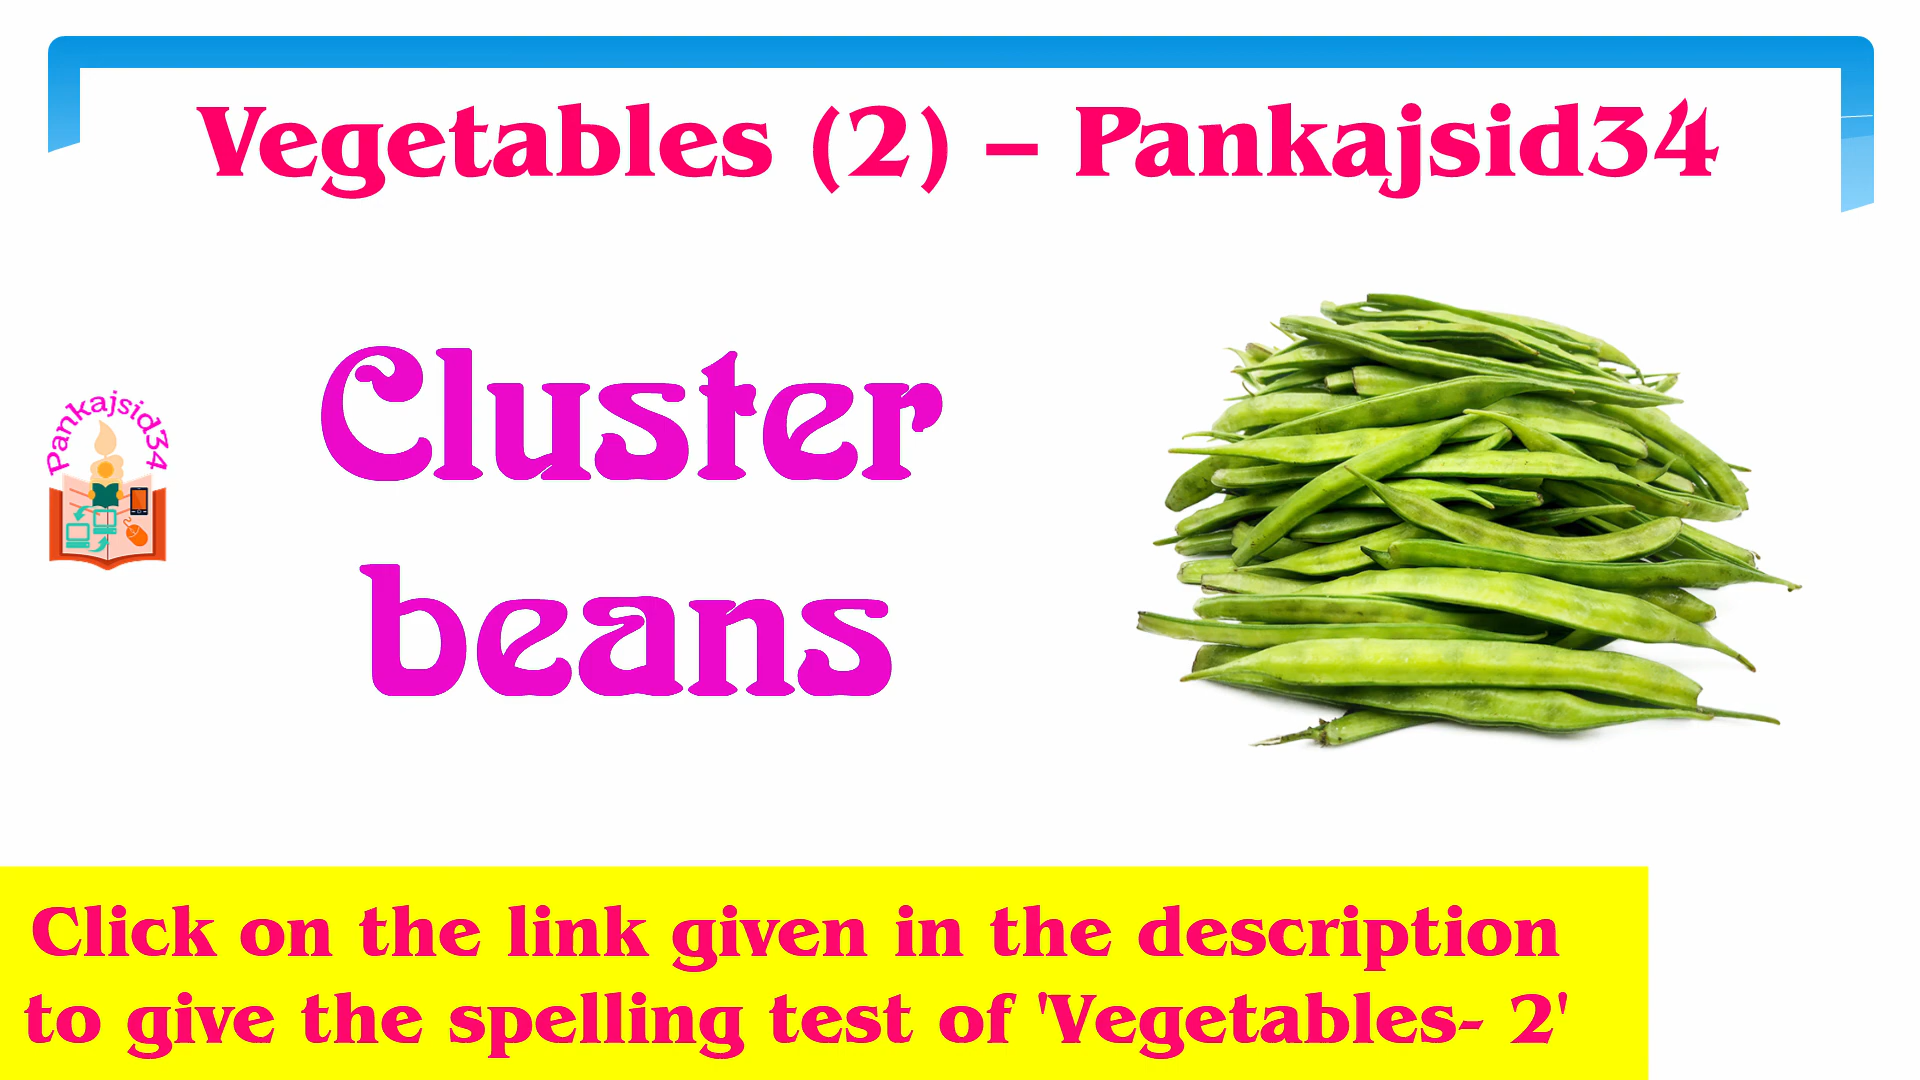 Vegetables (2) – Pankajsid34
Pankajsid34
Cluster
beans
Click on the link given in the description
to give the spelling test of 'Vegetables- 2'